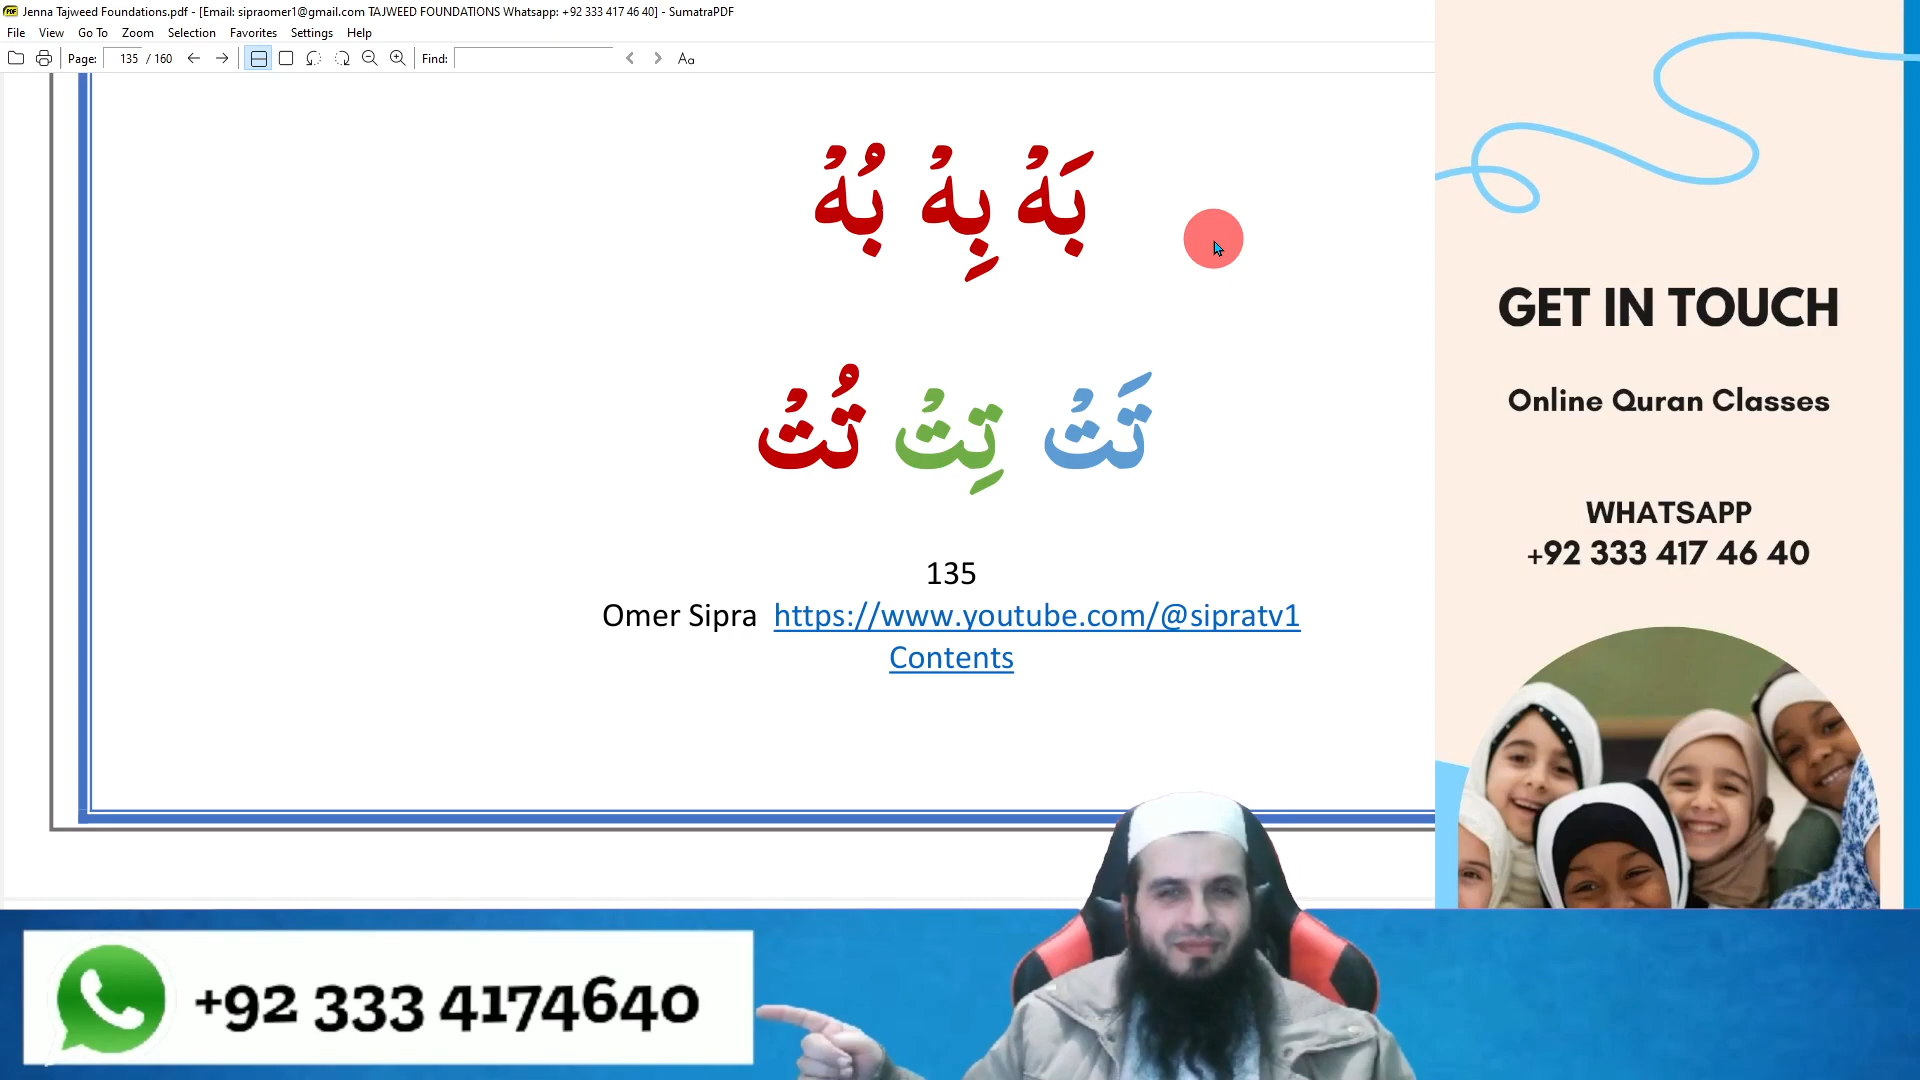 Jenna Tajweed Foundations.pdf - [Email: sipraomer1@gmail.com TAJWEED FOUNDATIONS Whatsapp: +92 333 417 46 40] - SumatraPDF
File View Go To Zoom Selection Favorites Settings Help
Page: 135 / 160 Find: Aa
بَهْ بِهْ بُهْ
تَتْ تِتْ تُتْ
135
Omer Sipra https://www.youtube.com/@sipratv1
Contents
GET IN TOUCH
Online Quran Classes
WHATSAPP
+92 333 417 46 40
+92 333 4174640